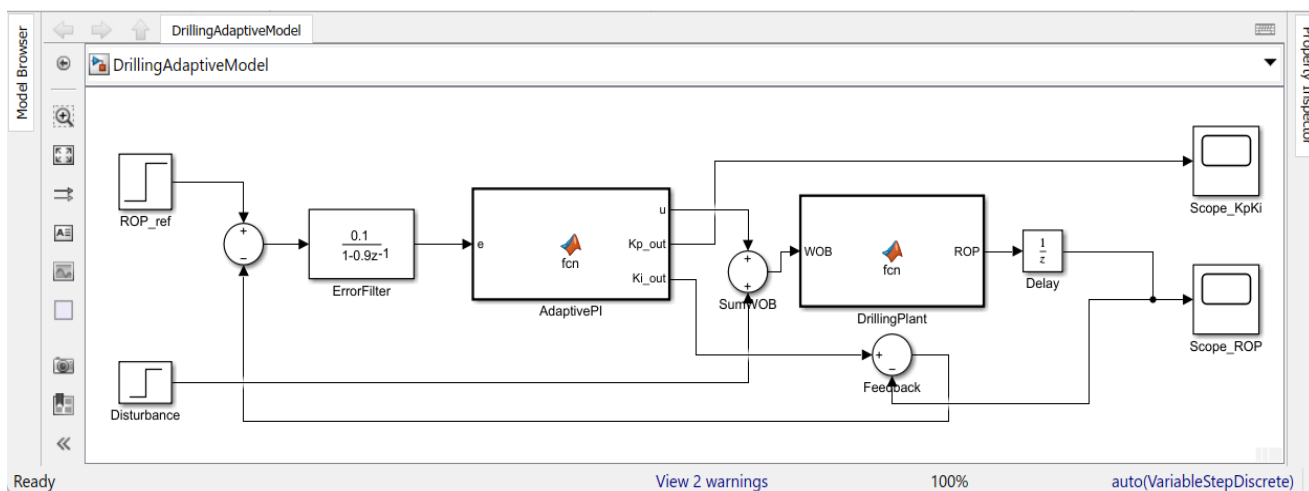 Model Browser
DrillingAdaptiveModel
DrillingAdaptiveModel
Property Inspector
ROP_ref
+
−
0.1
1-0.9z-1
ErrorFilter
e
fcn
u
Kp_out
Ki_out
AdaptivePI
+
+
SumWOB
WOB
fcn
ROP
DrillingPlant
1
z
Delay
Scope_KpKi
Scope_ROP
+
−
Feedback
Disturbance
Ready
View 2 warnings
100%
auto(VariableStepDiscrete)